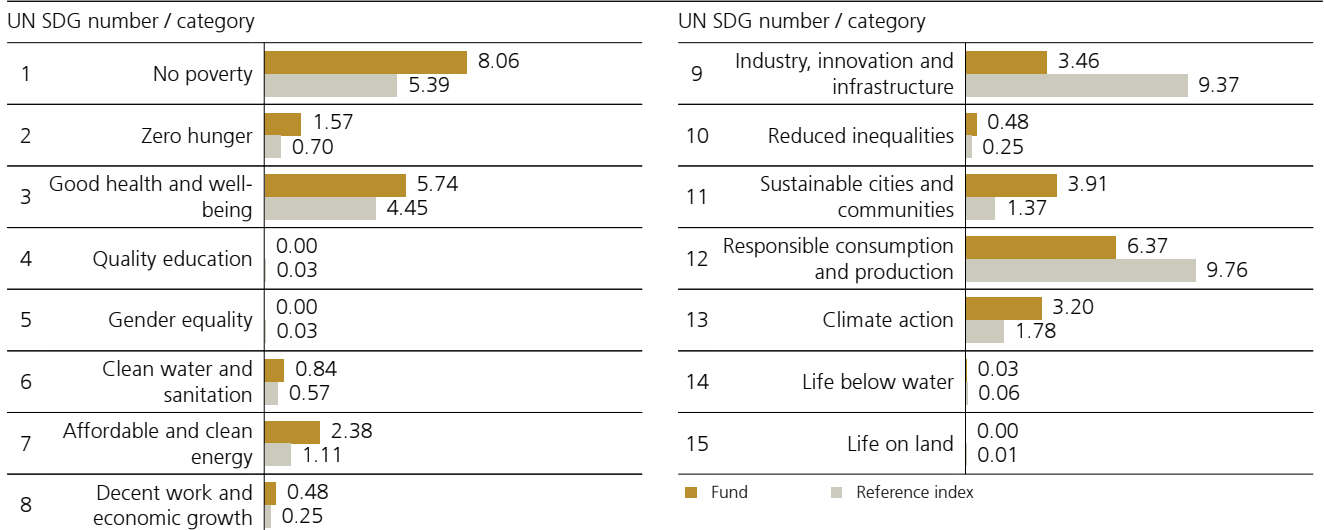 UN SDG number / category
1 No poverty 8.06
5.39
2 Zero hunger 1.57
0.70
3 Good health and well-
being 5.74
4.45
4 Quality education 0.00
0.03
5 Gender equality 0.00
0.03
6 Clean water and
sanitation 0.84
0.57
7 Affordable and clean
energy 2.38
1.11
8 Decent work and
economic growth 0.48
0.25
UN SDG number / category
9 Industry, innovation and
infrastructure 3.46
9.37
10 Reduced inequalities 0.48
0.25
11 Sustainable cities and
communities 3.91
1.37
12 Responsible consumption
and production 6.37
9.76
13 Climate action 3.20
1.78
14 Life below water 0.03
0.06
15 Life on land 0.00
0.01
Fund Reference index